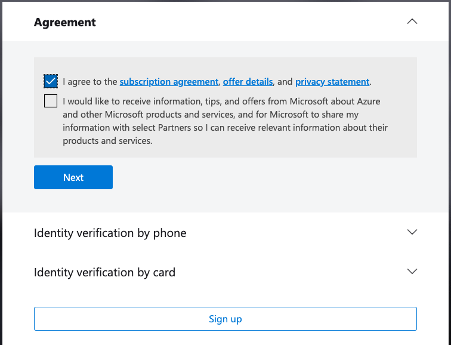 Agreement
I agree to the subscription agreement, offer details, and privacy statement.
I would like to receive information, tips, and offers from Microsoft about Azure
and other Microsoft products and services, and for Microsoft to share my
information with select Partners so I can receive relevant information about their
products and services.
Next
Identity verification by phone
Identity verification by card
Sign up